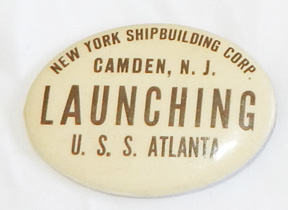 NEW YORK SHIPBUILDING CORP.
CAMDEN, N. J.
LAUNCHING
U. S. S. ATLANTA